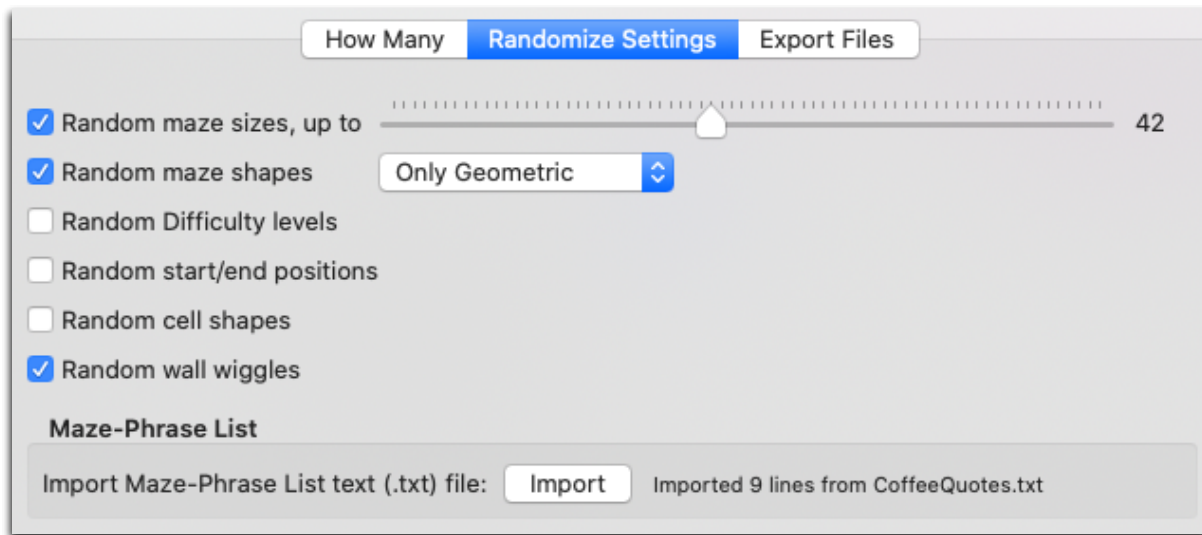 How Many Randomize Settings Export Files
Random maze sizes, up to 42
Random maze shapes Only Geometric
Random Difficulty levels
Random start/end positions
Random cell shapes
Random wall wiggles
Maze-Phrase List
Import Maze-Phrase List text (.txt) file: Import Imported 9 lines from CoffeeQuotes.txt